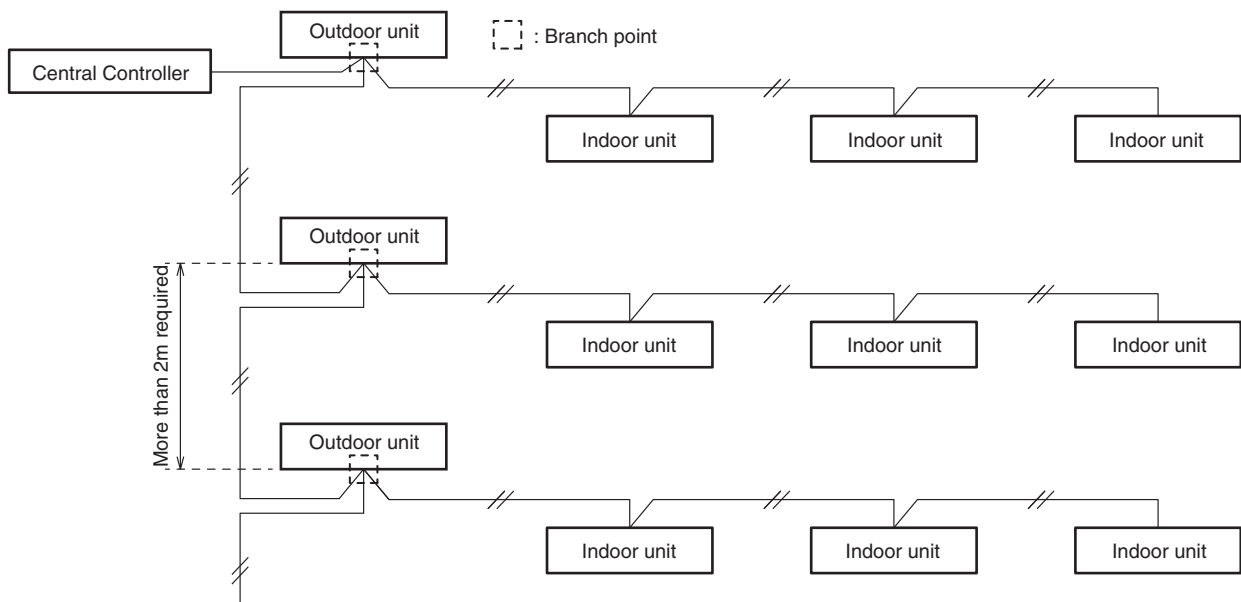 Outdoor unit
: Branch point
Central Controller
Indoor unit
Indoor unit
Indoor unit
Outdoor unit
More than 2m required
Indoor unit
Indoor unit
Indoor unit
Outdoor unit
Indoor unit
Indoor unit
Indoor unit